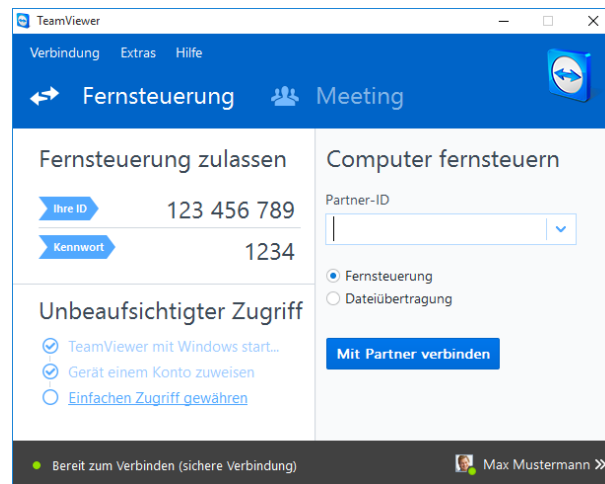 TeamViewer
Verbindung Extras Hilfe
Fernsteuerung Meeting
Fernsteuerung zulassen
Ihre ID 123 456 789
Kennwort 1234
Unbeaufsichtigter Zugriff
TeamViewer mit Windows start...
Gerät einem Konto zuweisen
Einfachen Zugriff gewähren
Computer fernsteuern
Partner-ID
Fernsteuerung
Dateiübertragung
Mit Partner verbinden
Bereit zum Verbinden (sichere Verbindung) Max Mustermann